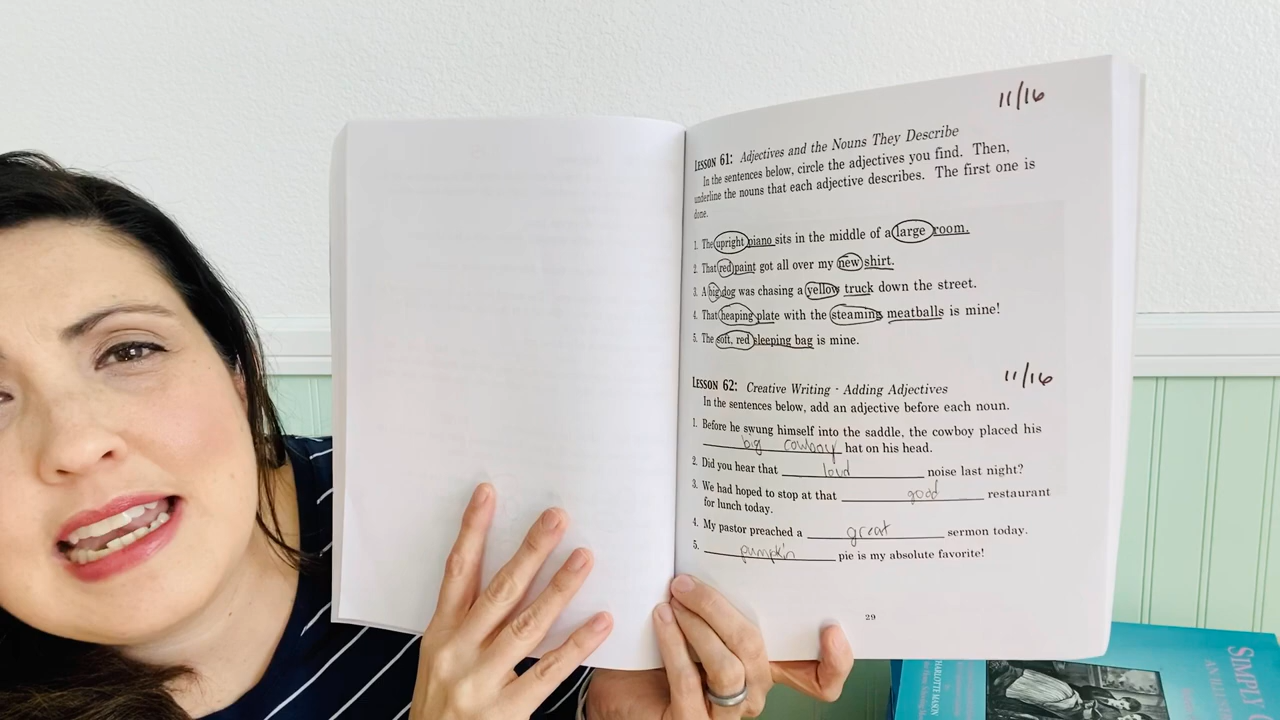 11/16
LESSON 61: Adjectives and the Nouns They Describe
In the sentences below, circle the adjectives you find. Then,
underline the nouns that each adjective describes. The first one is
done.
1. The upright piano sits in the middle of a large room.
2. That red paint got all over my new shirt.
3. A big dog was chasing a yellow truck down the street.
4. That heaping plate with the steaming meatballs is mine!
5. The soft, red sleeping bag is mine.
11/16
LESSON 62: Creative Writing - Adding Adjectives
In the sentences below, add an adjective before each noun.
1. Before he swung himself into the saddle, the cowboy placed his
big cowboy hat on his head.
2. Did you hear that loud noise last night?
3. We had hoped to stop at that good restaurant
for lunch today.
4. My pastor preached a great sermon today.
5. pumpkin pie is my absolute favorite!
29
CHARLOTTE MASON
SIMPLY